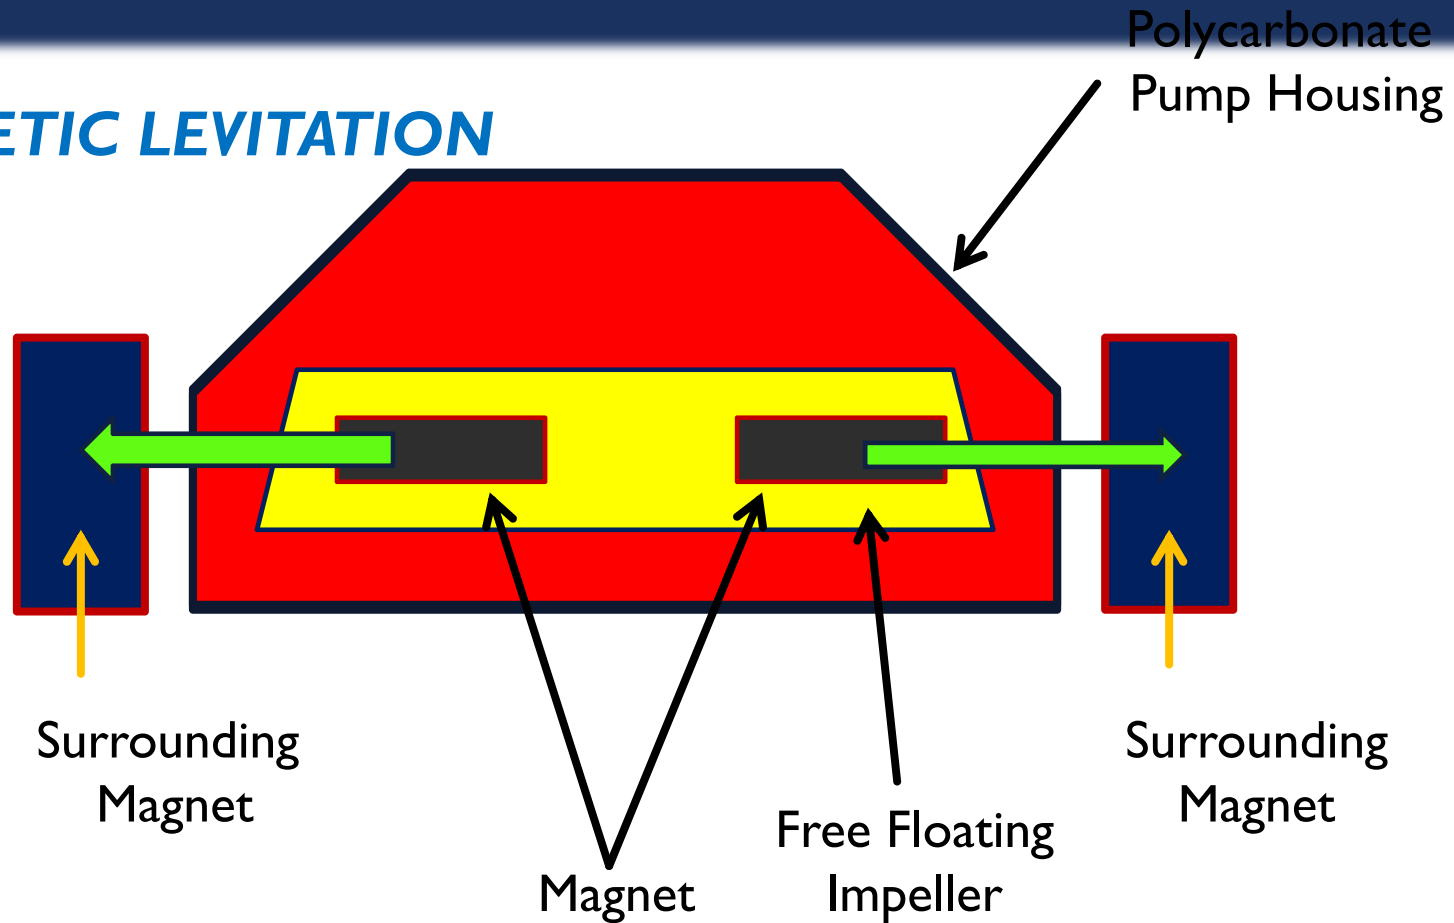 Polycarbonate
Pump Housing
ETIC LEVITATION
Surrounding
Magnet
Surrounding
Magnet
Free Floating
Impeller
Magnet